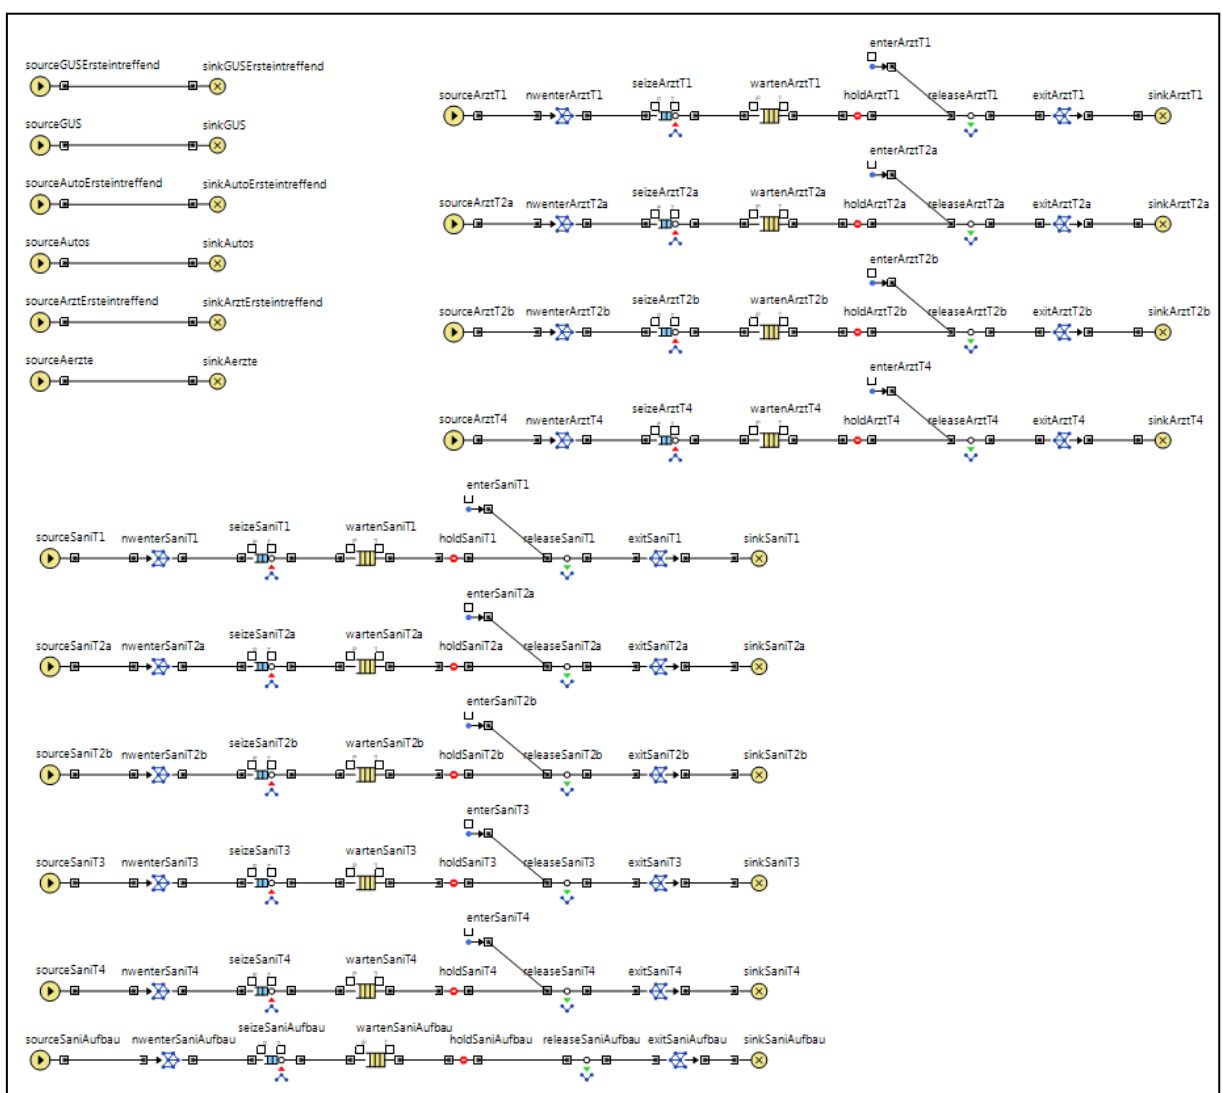 sourceGUSErsteintreffend sinkGUSErsteintreffend
sourceGUS sinkGUS
sourceAutoErsteintreffend sinkAutoErsteintreffend
sourceAutos sinkAutos
sourceArztErsteintreffend sinkArztErsteintreffend
sourceAerzte sinkAerzte
enterArztT1
sourceArztT1 nwenterArztT1 seizeArztT1 wartenArztT1 holdArztT1 releaseArztT1 exitArztT1 sinkArztT1
enterArztT2a
sourceArztT2a nwenterArztT2a seizeArztT2a wartenArztT2a holdArztT2a releaseArztT2a exitArztT2a sinkArztT2a
enterArztT2b
sourceArztT2b nwenterArztT2b seizeArztT2b wartenArztT2b holdArztT2b releaseArztT2b exitArztT2b sinkArztT2b
enterArztT4
sourceArztT4 nwenterArztT4 seizeArztT4 wartenArztT4 holdArztT4 releaseArztT4 exitArztT4 sinkArztT4
enterSaniT1
sourceSaniT1 nwenterSaniT1 seizeSaniT1 wartenSaniT1 holdSaniT1 releaseSaniT1 exitSaniT1 sinkSaniT1
enterSaniT2a
sourceSaniT2a nwenterSaniT2a seizeSaniT2a wartenSaniT2a holdSaniT2a releaseSaniT2a exitSaniT2a sinkSaniT2a
enterSaniT2b
sourceSaniT2b nwenterSaniT2b seizeSaniT2b wartenSaniT2b holdSaniT2b releaseSaniT2b exitSaniT2b sinkSaniT2b
enterSaniT3
sourceSaniT3 nwenterSaniT3 seizeSaniT3 wartenSaniT3 holdSaniT3 releaseSaniT3 exitSaniT3 sinkSaniT3
enterSaniT4
sourceSaniT4 nwenterSaniT4 seizeSaniT4 wartenSaniT4 holdSaniT4 releaseSaniT4 exitSaniT4 sinkSaniT4
sourceSaniAufbau nwenterSaniAufbau seizeSaniAufbau wartenSaniAufbau holdSaniAufbau releaseSaniAufbau exitSaniAufbau sinkSaniAufbau